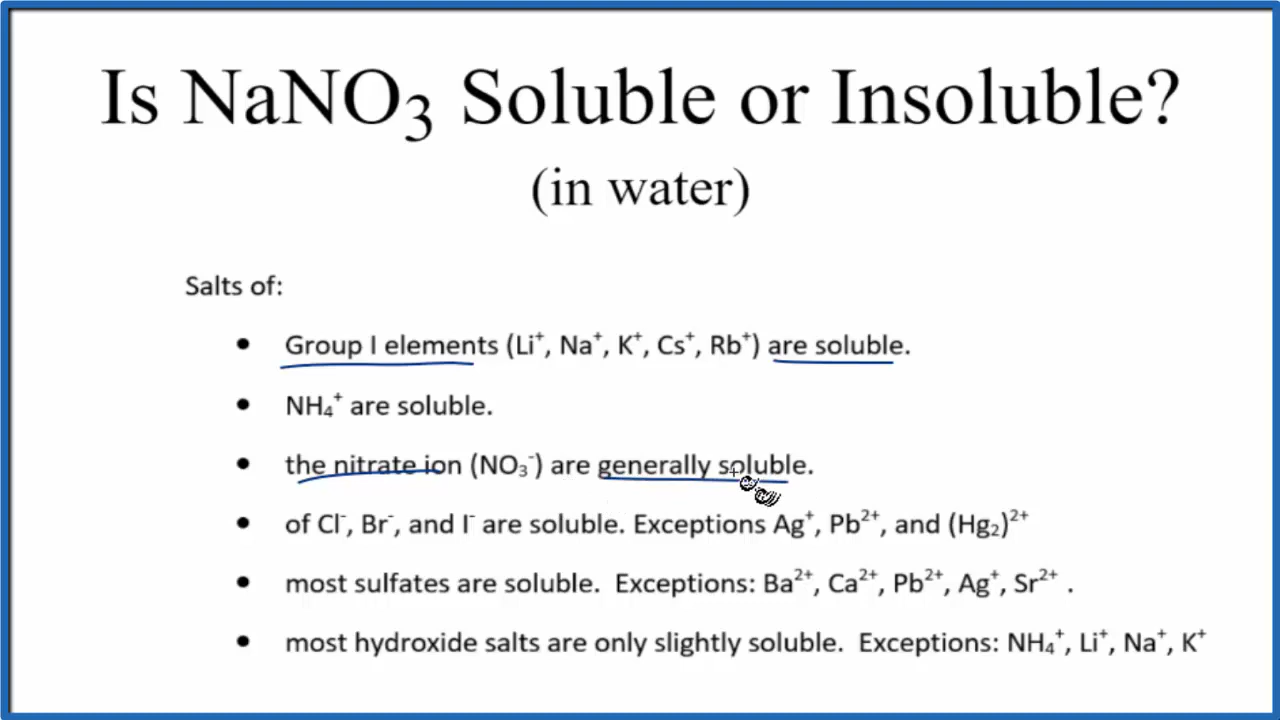 Is NaNO₃ Soluble or Insoluble?
(in water)
Salts of:
• Group I elements (Li⁺, Na⁺, K⁺, Cs⁺, Rb⁺) are soluble.
• NH₄⁺ are soluble.
• the nitrate ion (NO₃⁻) are generally soluble.
• of Cl⁻, Br⁻, and I⁻ are soluble. Exceptions Ag⁺, Pb²⁺, and (Hg₂)²⁺
• most sulfates are soluble. Exceptions: Ba²⁺, Ca²⁺, Pb²⁺, Ag⁺, Sr²⁺ .
• most hydroxide salts are only slightly soluble. Exceptions: NH₄⁺, Li⁺, Na⁺, K⁺